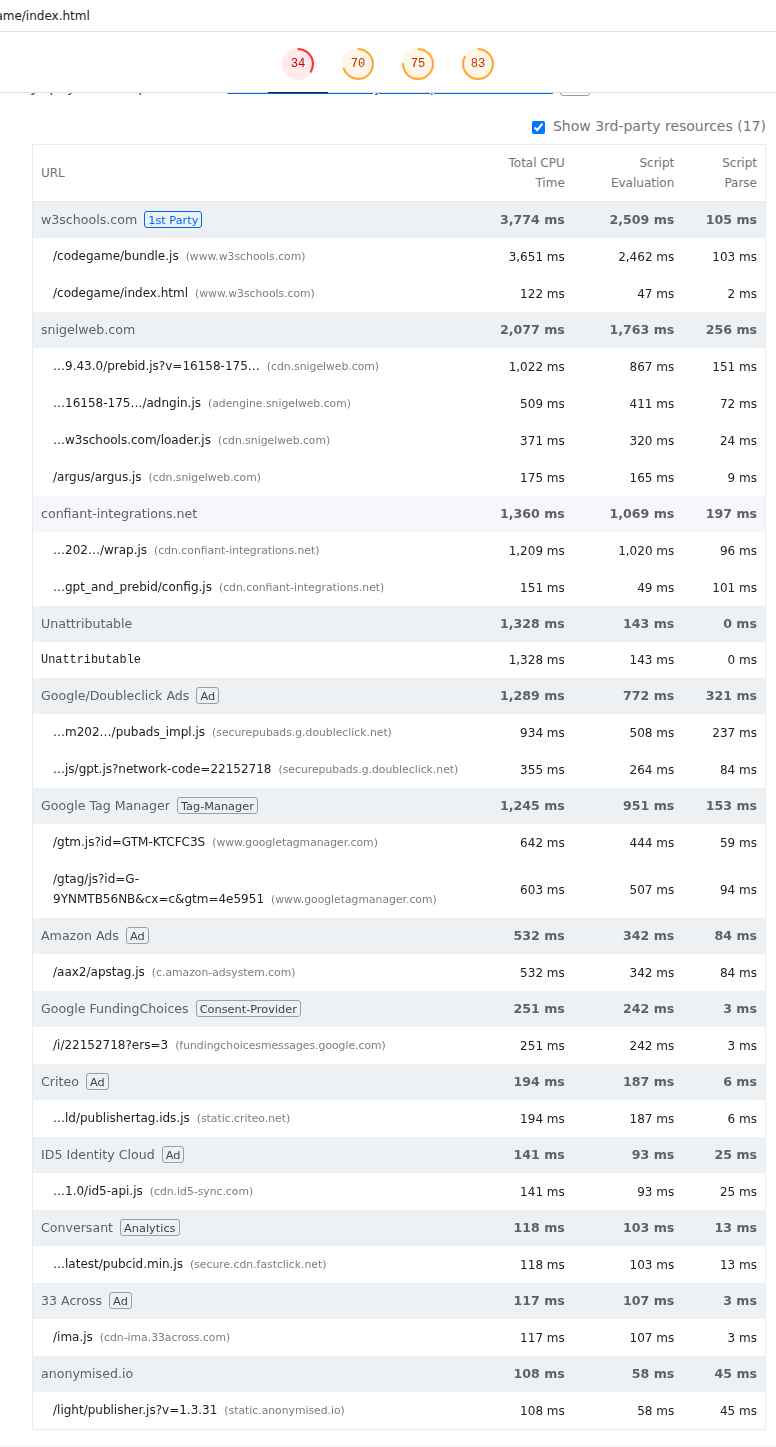 ame/index.html
34 70 75 83
Show 3rd-party resources (17)
URL Total CPU Time Script Evaluation Script Parse
w3schools.com 1st Party 3,774 ms 2,509 ms 105 ms
/codegame/bundle.js (www.w3schools.com) 3,651 ms 2,462 ms 103 ms
/codegame/index.html (www.w3schools.com) 122 ms 47 ms 2 ms
snigelweb.com 2,077 ms 1,763 ms 256 ms
…9.43.0/prebid.js?v=16158-175… (cdn.snigelweb.com) 1,022 ms 867 ms 151 ms
…16158-175…/adngin.js (adengine.snigelweb.com) 509 ms 411 ms 72 ms
…w3schools.com/loader.js (cdn.snigelweb.com) 371 ms 320 ms 24 ms
/argus/argus.js (cdn.snigelweb.com) 175 ms 165 ms 9 ms
confiant-integrations.net 1,360 ms 1,069 ms 197 ms
…202…/wrap.js (cdn.confiant-integrations.net) 1,209 ms 1,020 ms 96 ms
…gpt_and_prebid/config.js (cdn.confiant-integrations.net) 151 ms 49 ms 101 ms
Unattributable 1,328 ms 143 ms 0 ms
Unattributable 1,328 ms 143 ms 0 ms
Google/Doubleclick Ads Ad 1,289 ms 772 ms 321 ms
…m202…/pubads_impl.js (securepubads.g.doubleclick.net) 934 ms 508 ms 237 ms
…js/gpt.js?network-code=22152718 (securepubads.g.doubleclick.net) 355 ms 264 ms 84 ms
Google Tag Manager Tag-Manager 1,245 ms 951 ms 153 ms
/gtm.js?id=GTM-KTCFC3S (www.googletagmanager.com) 642 ms 444 ms 59 ms
/gtag/js?id=G-
9YNMTB56NB&cx=c&gtm=4e5951 (www.googletagmanager.com) 603 ms 507 ms 94 ms
Amazon Ads Ad 532 ms 342 ms 84 ms
/aax2/apstag.js (c.amazon-adsystem.com) 532 ms 342 ms 84 ms
Google FundingChoices Consent-Provider 251 ms 242 ms 3 ms
/i/22152718?ers=3 (fundingchoicesmessages.google.com) 251 ms 242 ms 3 ms
Criteo Ad 194 ms 187 ms 6 ms
…ld/publishertag.ids.js (static.criteo.net) 194 ms 187 ms 6 ms
ID5 Identity Cloud Ad 141 ms 93 ms 25 ms
…1.0/id5-api.js (cdn.id5-sync.com) 141 ms 93 ms 25 ms
Conversant Analytics 118 ms 103 ms 13 ms
…latest/pubcid.min.js (secure.cdn.fastclick.net) 118 ms 103 ms 13 ms
33 Across Ad 117 ms 107 ms 3 ms
/ima.js (cdn-ima.33across.com) 117 ms 107 ms 3 ms
anonymised.io 108 ms 58 ms 45 ms
/light/publisher.js?v=1.3.31 (static.anonymised.io) 108 ms 58 ms 45 ms